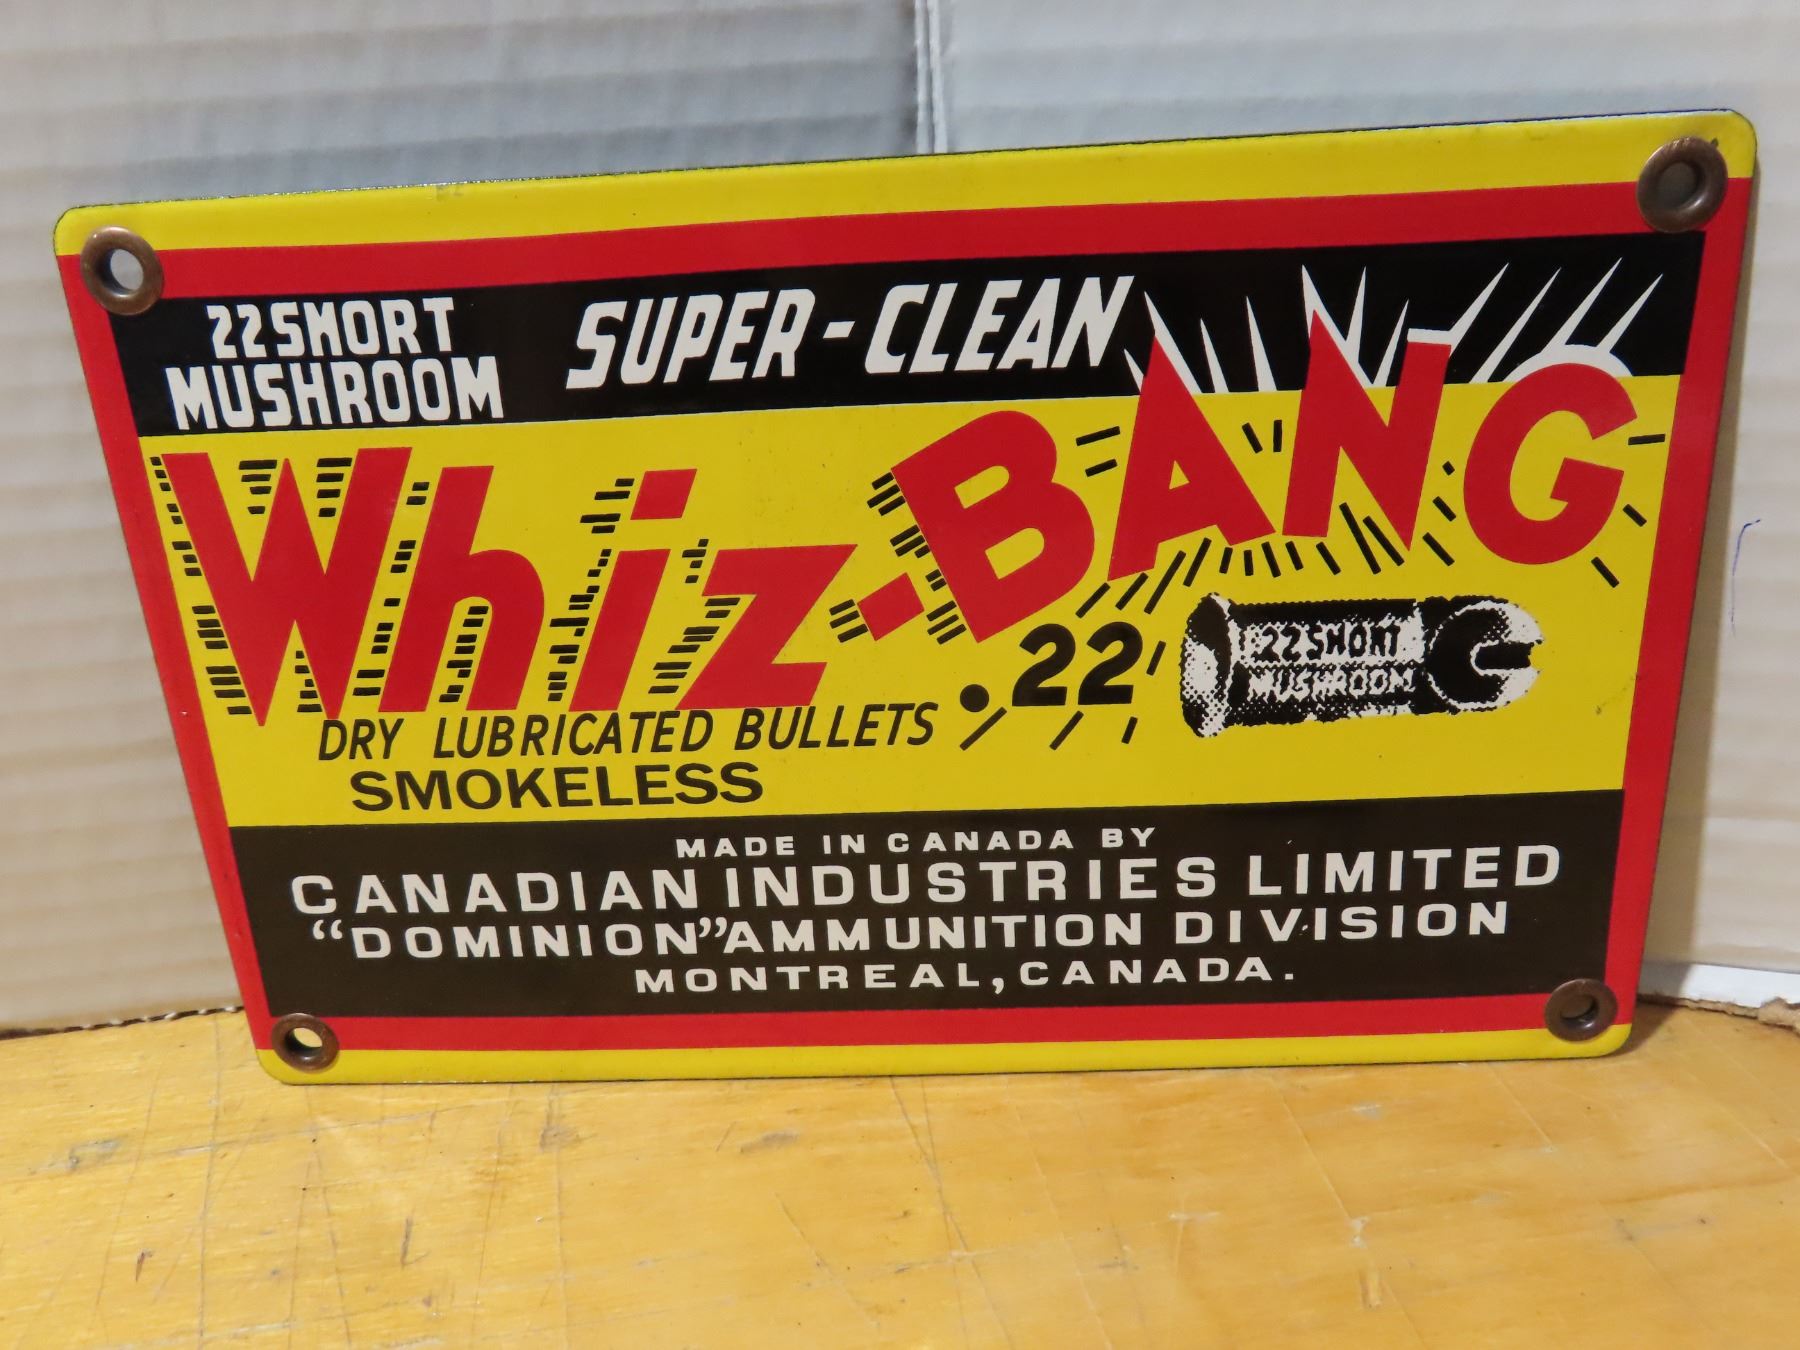 22 SHORT
MUSHROOM
SUPER-CLEAN
Whiz-BANG
.22
22 SHORT
MUSHROOM
DRY LUBRICATED BULLETS
SMOKELESS
MADE IN CANADA BY
CANADIAN INDUSTRIES LIMITED
“DOMINION” AMMUNITION DIVISION
MONTREAL, CANADA.